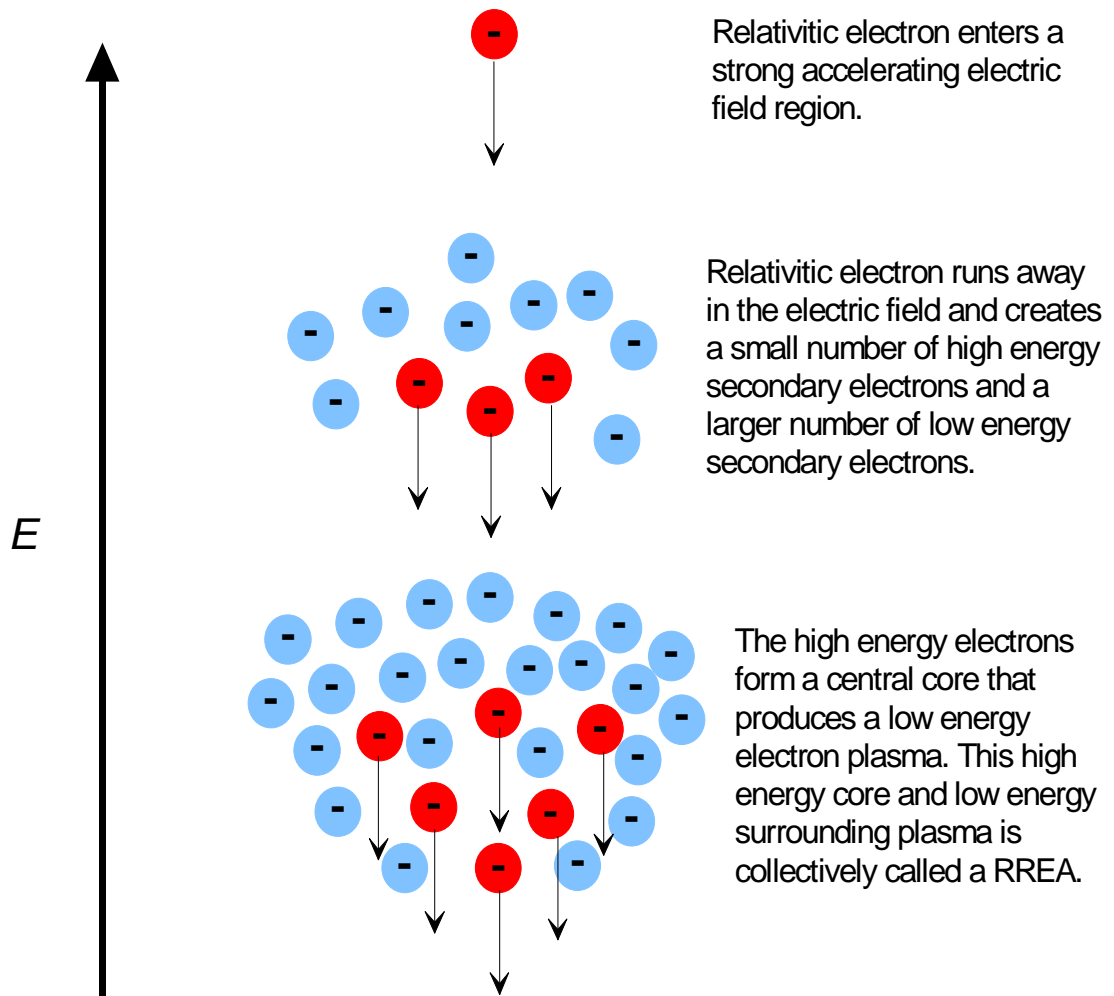 Relativitic electron enters a
strong accelerating electric
field region.
Relativitic electron runs away
in the electric field and creates
a small number of high energy
secondary electrons and a
larger number of low energy
secondary electrons.
E
The high energy electrons
form a central core that
produces a low energy
electron plasma. This high
energy core and low energy
surrounding plasma is
collectively called a RREA.